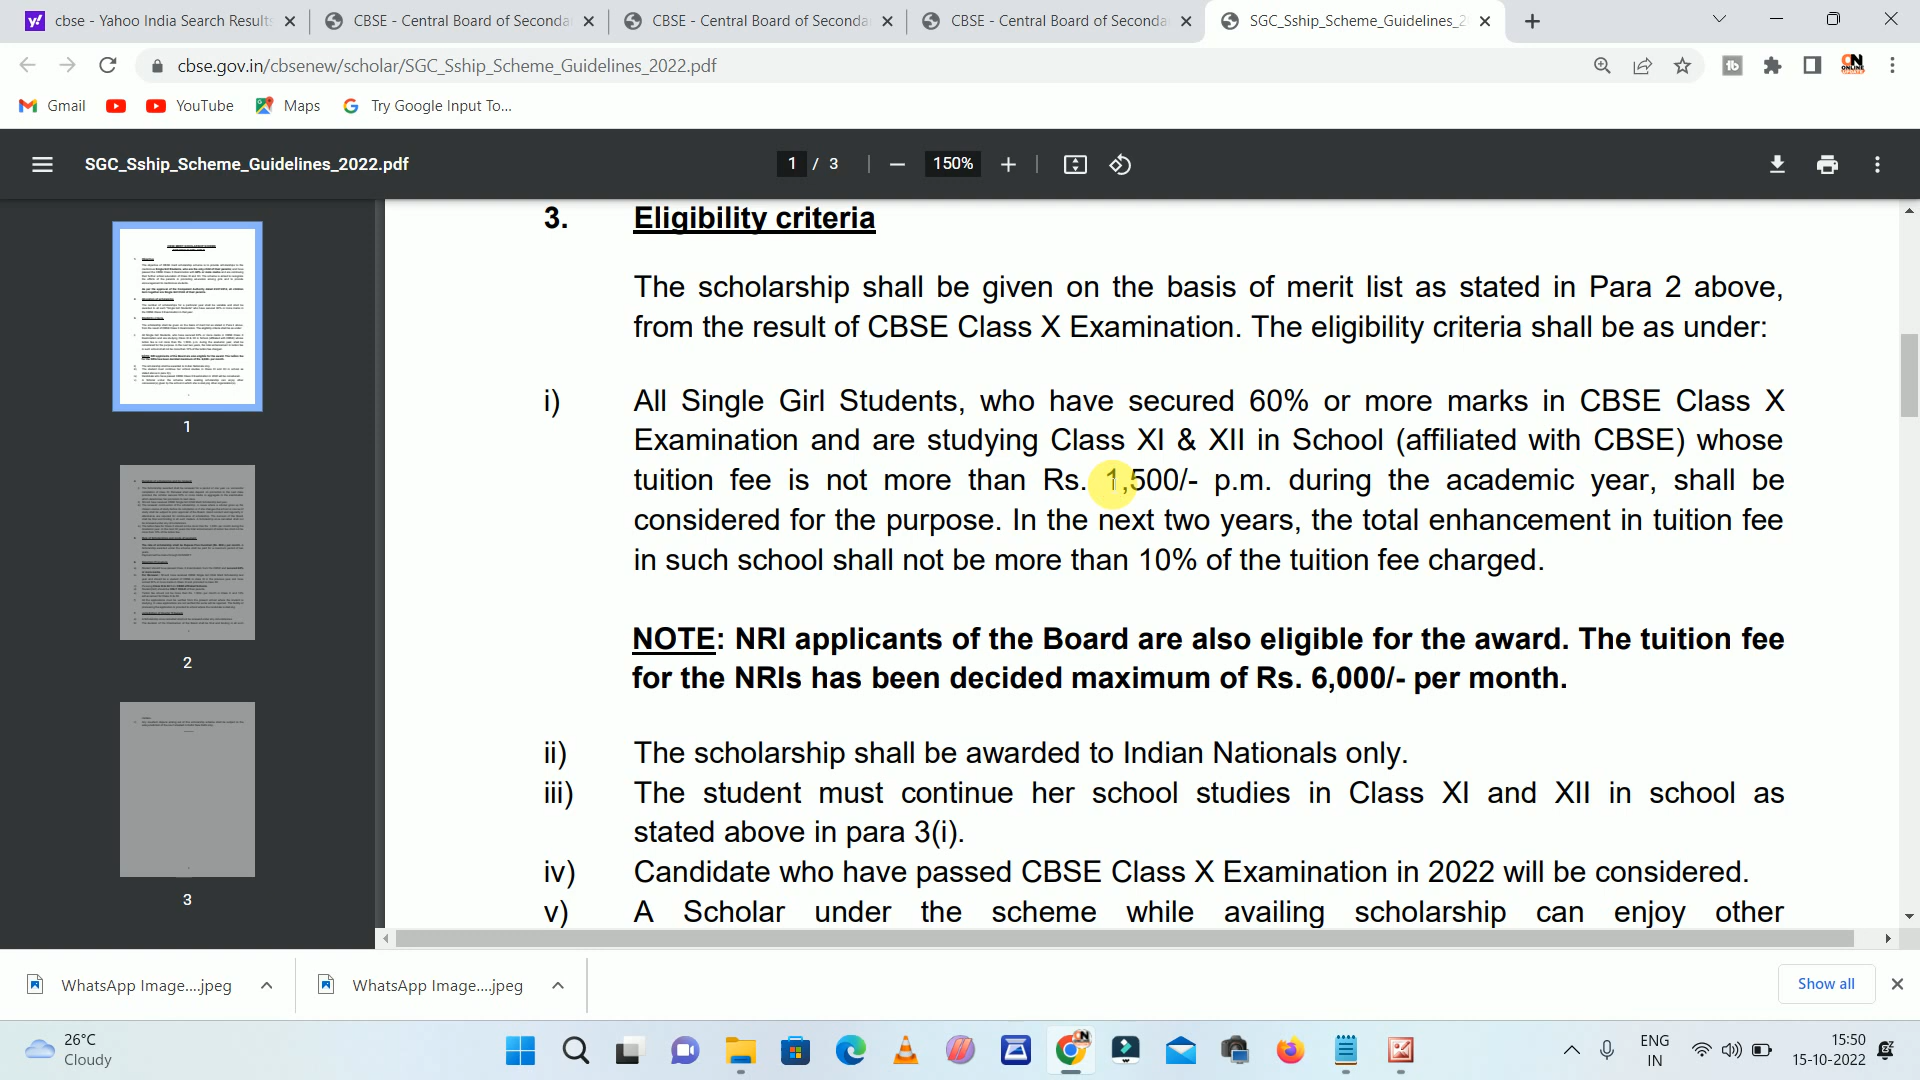 cbse - Yahoo India Search Results
CBSE - Central Board of Seconda
CBSE - Central Board of Seconda
CBSE - Central Board of Seconda
SGC_Sship_Scheme_Guidelines_2
cbse.gov.in/cbsenew/scholar/SGC_Sship_Scheme_Guidelines_2022.pdf
Gmail
YouTube
Maps
Try Google Input To...
SGC_Sship_Scheme_Guidelines_2022.pdf
1 / 3
150%
1
2
3
3. Eligibility criteria
The scholarship shall be given on the basis of merit list as stated in Para 2 above,
from the result of CBSE Class X Examination. The eligibility criteria shall be as under:
i) All Single Girl Students, who have secured 60% or more marks in CBSE Class X
Examination and are studying Class XI & XII in School (affiliated with CBSE) whose
tuition fee is not more than Rs. 1,500/- p.m. during the academic year, shall be
considered for the purpose. In the next two years, the total enhancement in tuition fee
in such school shall not be more than 10% of the tuition fee charged.
NOTE: NRI applicants of the Board are also eligible for the award. The tuition fee
for the NRIs has been decided maximum of Rs. 6,000/- per month.
ii) The scholarship shall be awarded to Indian Nationals only.
iii) The student must continue her school studies in Class XI and XII in school as
stated above in para 3(i).
iv) Candidate who have passed CBSE Class X Examination in 2022 will be considered.
v) A Scholar under the scheme while availing scholarship can enjoy other
WhatsApp Image....jpeg
WhatsApp Image....jpeg
Show all
26°C
Cloudy
ENG
IN
15:50
15-10-2022